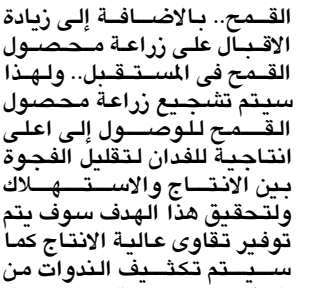 القمح.. بالاضافة إلى زيادة
الاقبال على زراعة محصول
القمح فى المستقبل.. ولهذا
سيتم تشجيع زراعة محصول
القمح للوصول إلى اعلى
انتاجية للفدان لتقليل الفجوة
بين الانتاج والاستهلاك
ولتحقيق هذا الهدف سوف يتم
توفير تقاوى عالية الانتاج كما
سيتم تكثيف الندوات من